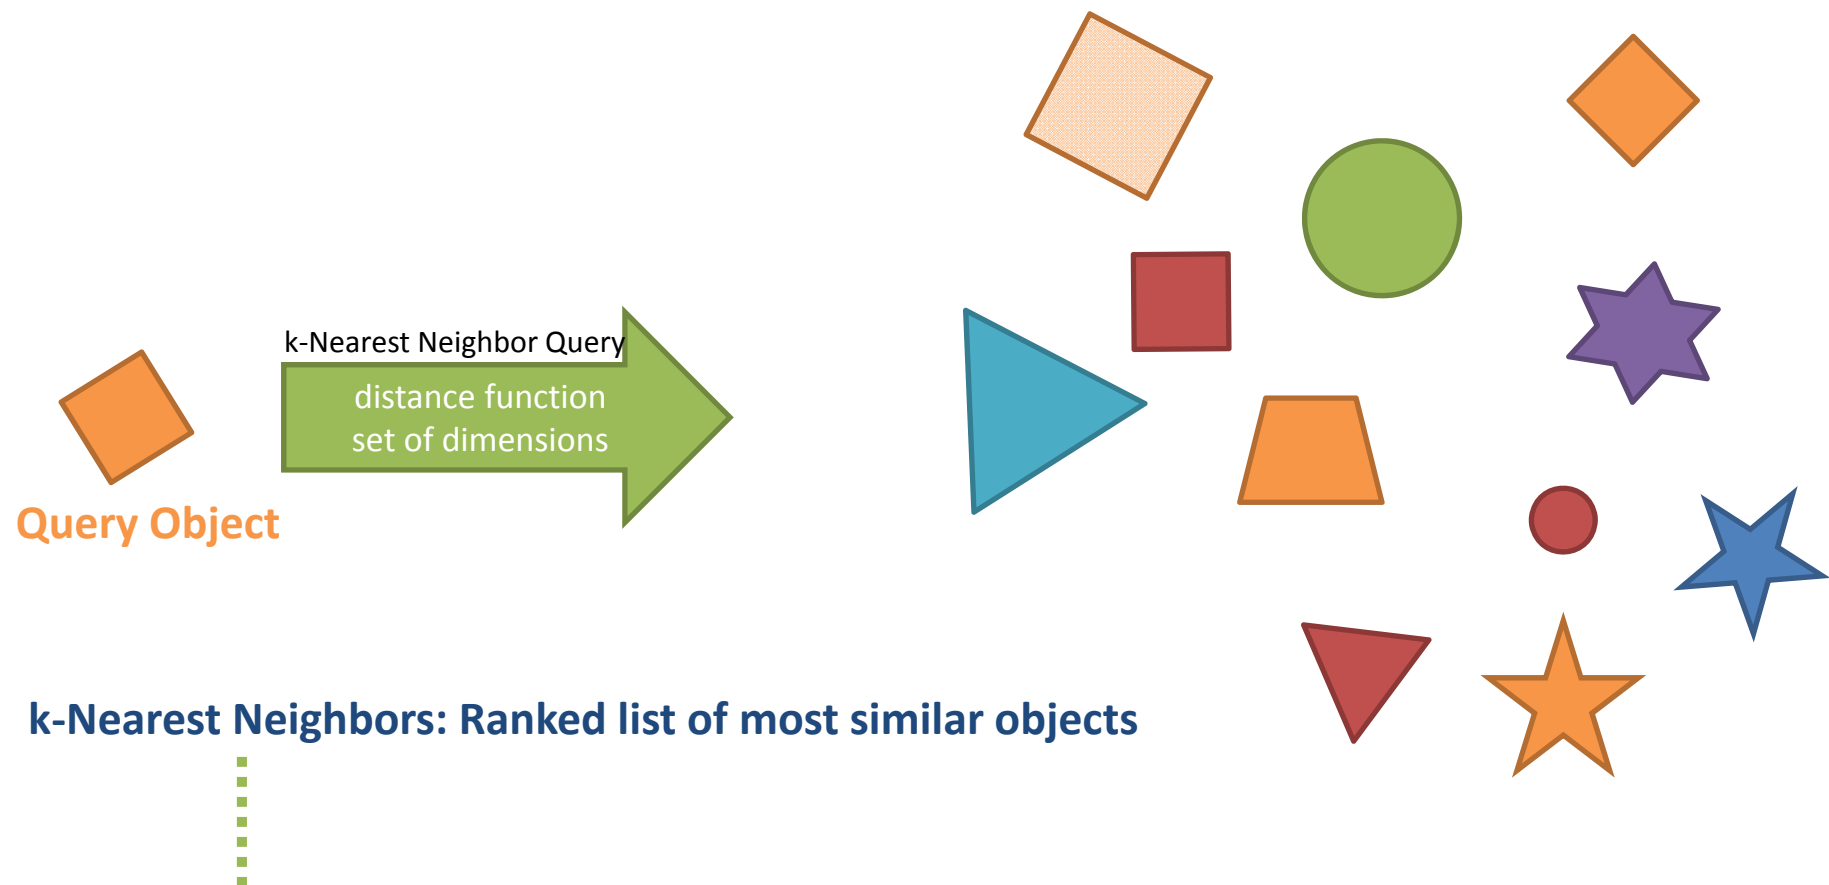 k-Nearest Neighbor Query
distance function
set of dimensions
Query Object
k-Nearest Neighbors: Ranked list of most similar objects